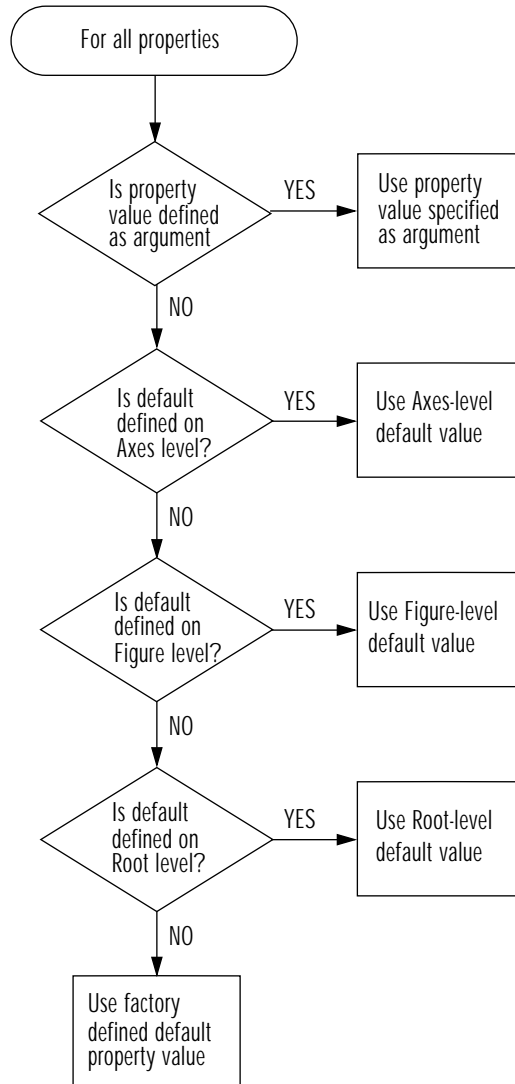 For all properties
Is property
value defined
as argument
YES
Use property
value specified
as argument
NO
Is default
defined on
Axes level?
YES
Use Axes-level
default value
NO
Is default
defined on
Figure level?
YES
Use Figure-level
default value
NO
Is default
defined on
Root level?
YES
Use Root-level
default value
NO
Use factory
defined default
property value